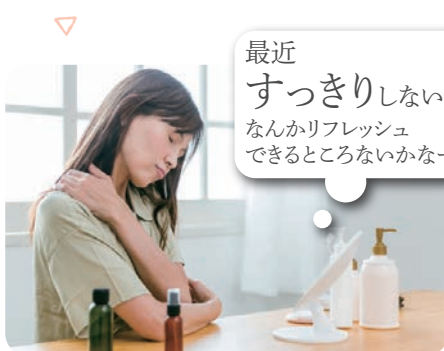 最近
すっきりしない
なんかリフレッシュ
できるところないかなー